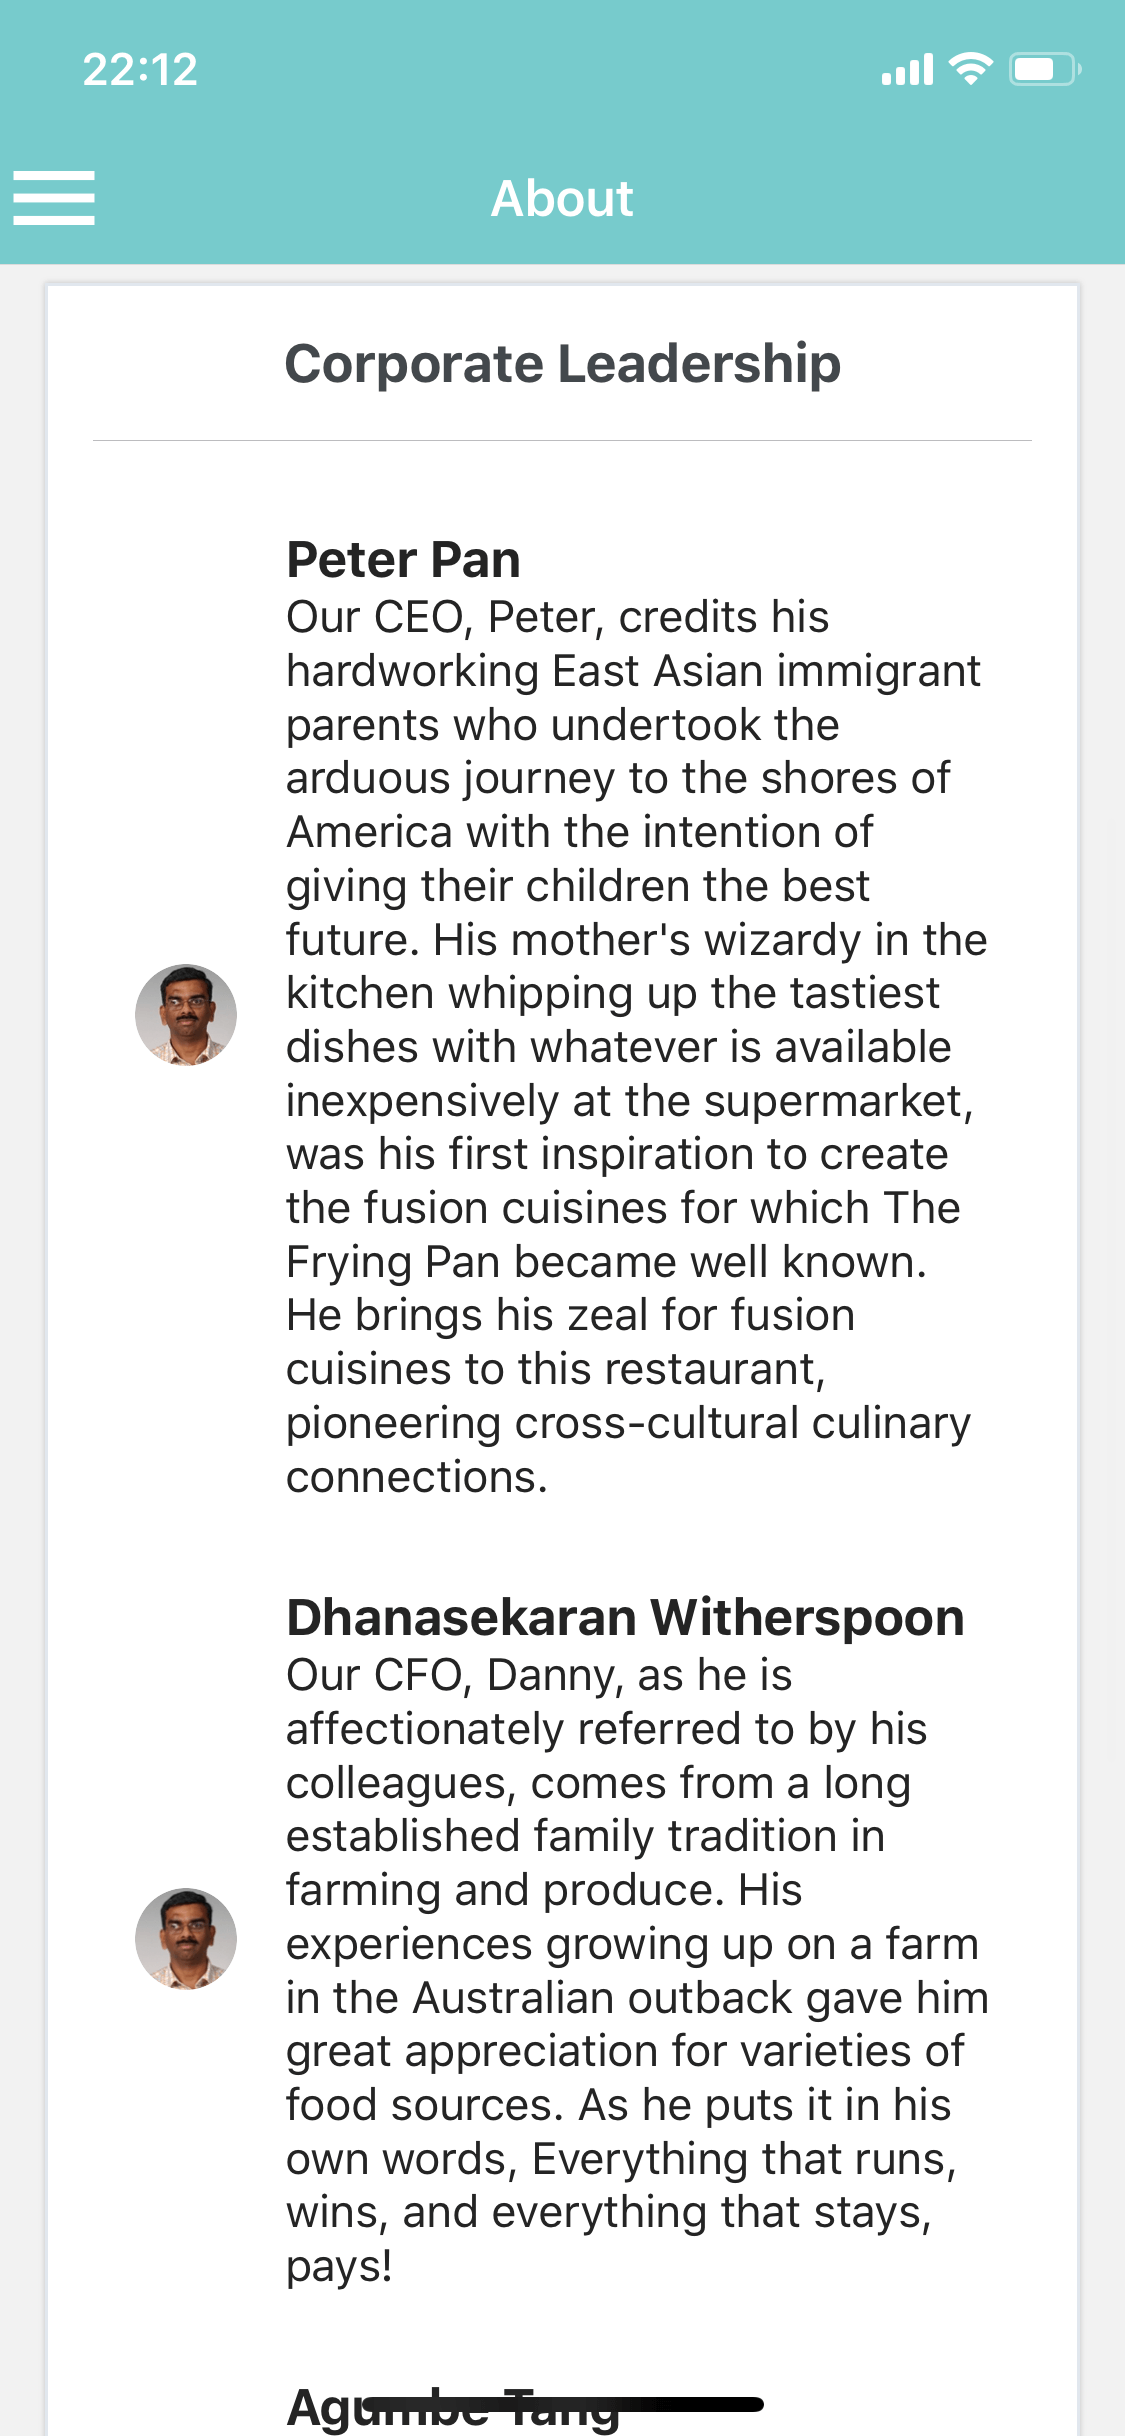 22:12
About
Corporate Leadership
Peter Pan
Our CEO, Peter, credits his
hardworking East Asian immigrant
parents who undertook the
arduous journey to the shores of
America with the intention of
giving their children the best
future. His mother's wizardy in the
kitchen whipping up the tastiest
dishes with whatever is available
inexpensively at the supermarket,
was his first inspiration to create
the fusion cuisines for which The
Frying Pan became well known.
He brings his zeal for fusion
cuisines to this restaurant,
pioneering cross-cultural culinary
connections.
Dhanasekaran Witherspoon
Our CFO, Danny, as he is
affectionately referred to by his
colleagues, comes from a long
established family tradition in
farming and produce. His
experiences growing up on a farm
in the Australian outback gave him
great appreciation for varieties of
food sources. As he puts it in his
own words, Everything that runs,
wins, and everything that stays,
pays!
Agumbe Tang